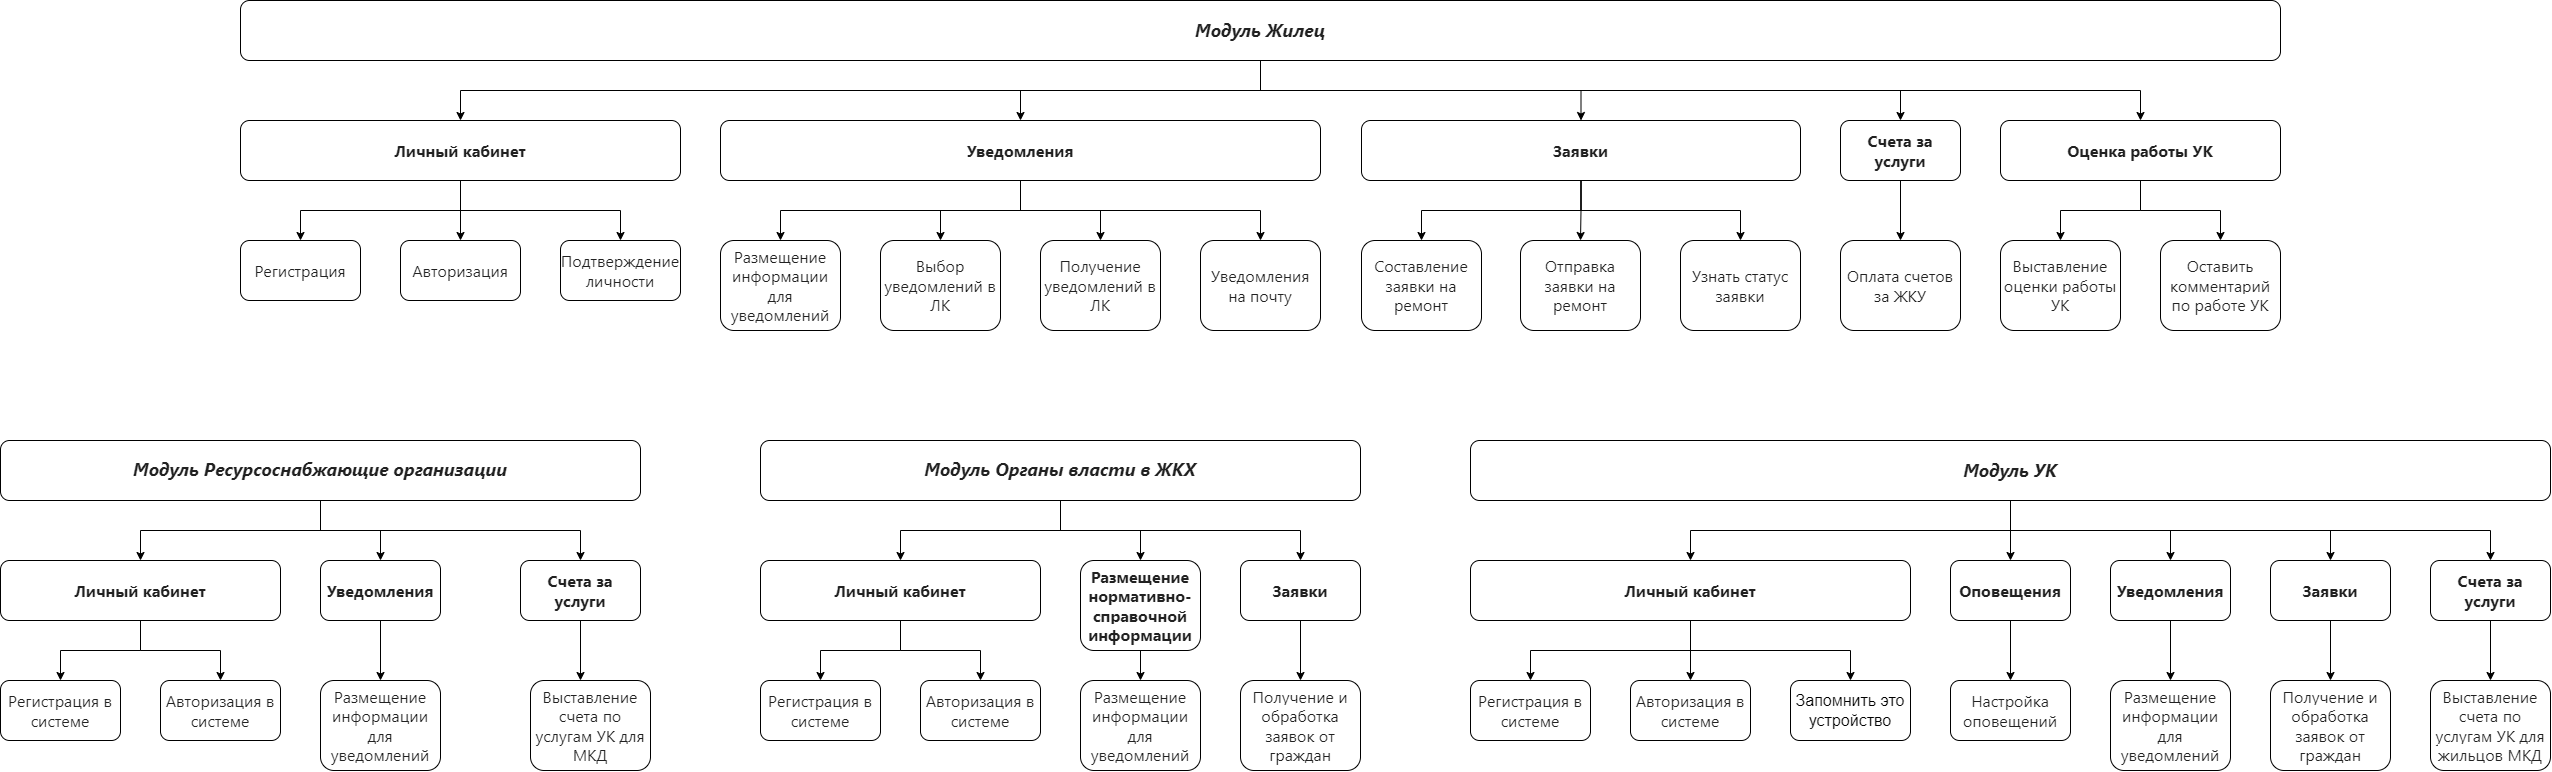 Модуль Жилец
Личный кабинет
Уведомления
Заявки
Счета за
услуги
Оценка работы УК
Регистрация
Авторизация
Подтверждение
личности
Размещение
информации
для
уведомлений
Выбор
уведомлений в
ЛК
Получение
уведомлений в
ЛК
Уведомления
на почту
Составление
заявки на
ремонт
Отправка
заявки на
ремонт
Узнать статус
заявки
Оплата счетов
за ЖКУ
Выставление
оценки работы
УК
Оставить
комментарий
по работе УК
Модуль Ресурсоснабжающие организации
Личный кабинет
Уведомления
Счета за
услуги
Регистрация в
системе
Авторизация в
системе
Размещение
информации
для
уведомлений
Выставление
счета по
услугам УК для
МКД
Модуль Органы власти в ЖКХ
Личный кабинет
Размещение
нормативно-
справочной
информации
Заявки
Регистрация в
системе
Авторизация в
системе
Размещение
информации
для
уведомлений
Получение и
обработка
заявок от
граждан
Модуль УК
Личный кабинет
Оповещения
Уведомления
Заявки
Счета за
услуги
Регистрация в
системе
Авторизация в
системе
Запомнить это
устройство
Настройка
оповещений
Размещение
информации
для
уведомлений
Получение и
обработка
заявок от
граждан
Выставление
счета по
услугам УК для
жильцов МКД